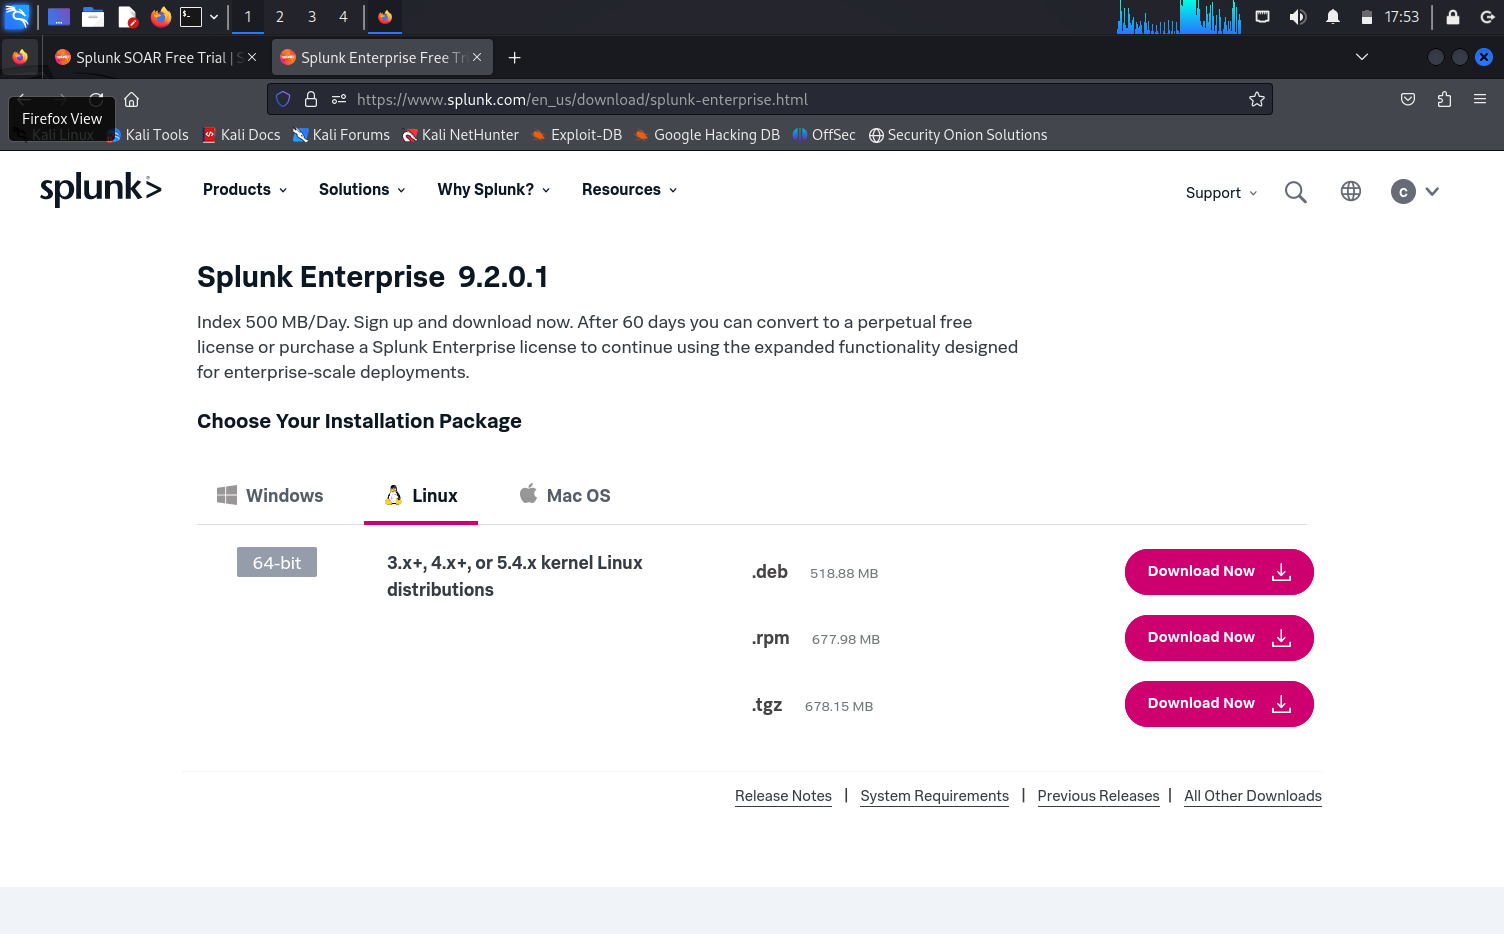 1 2 3 4 17:53
Splunk SOAR Free Trial | S
Splunk Enterprise Free Tri
https://www.splunk.com/en_us/download/splunk-enterprise.html
Firefox View
Kali Linux Kali Tools Kali Docs Kali Forums Kali NetHunter Exploit-DB Google Hacking DB OffSec Security Onion Solutions
splunk> Products Solutions Why Splunk? Resources Support C
Splunk Enterprise 9.2.0.1
Index 500 MB/Day. Sign up and download now. After 60 days you can convert to a perpetual free
license or purchase a Splunk Enterprise license to continue using the expanded functionality designed
for enterprise-scale deployments.
Choose Your Installation Package
Windows Linux Mac OS
64-bit
3.x+, 4.x+, or 5.4.x kernel Linux
distributions
.deb 518.88 MB Download Now
.rpm 677.98 MB Download Now
.tgz 678.15 MB Download Now
Release Notes | System Requirements | Previous Releases | All Other Downloads